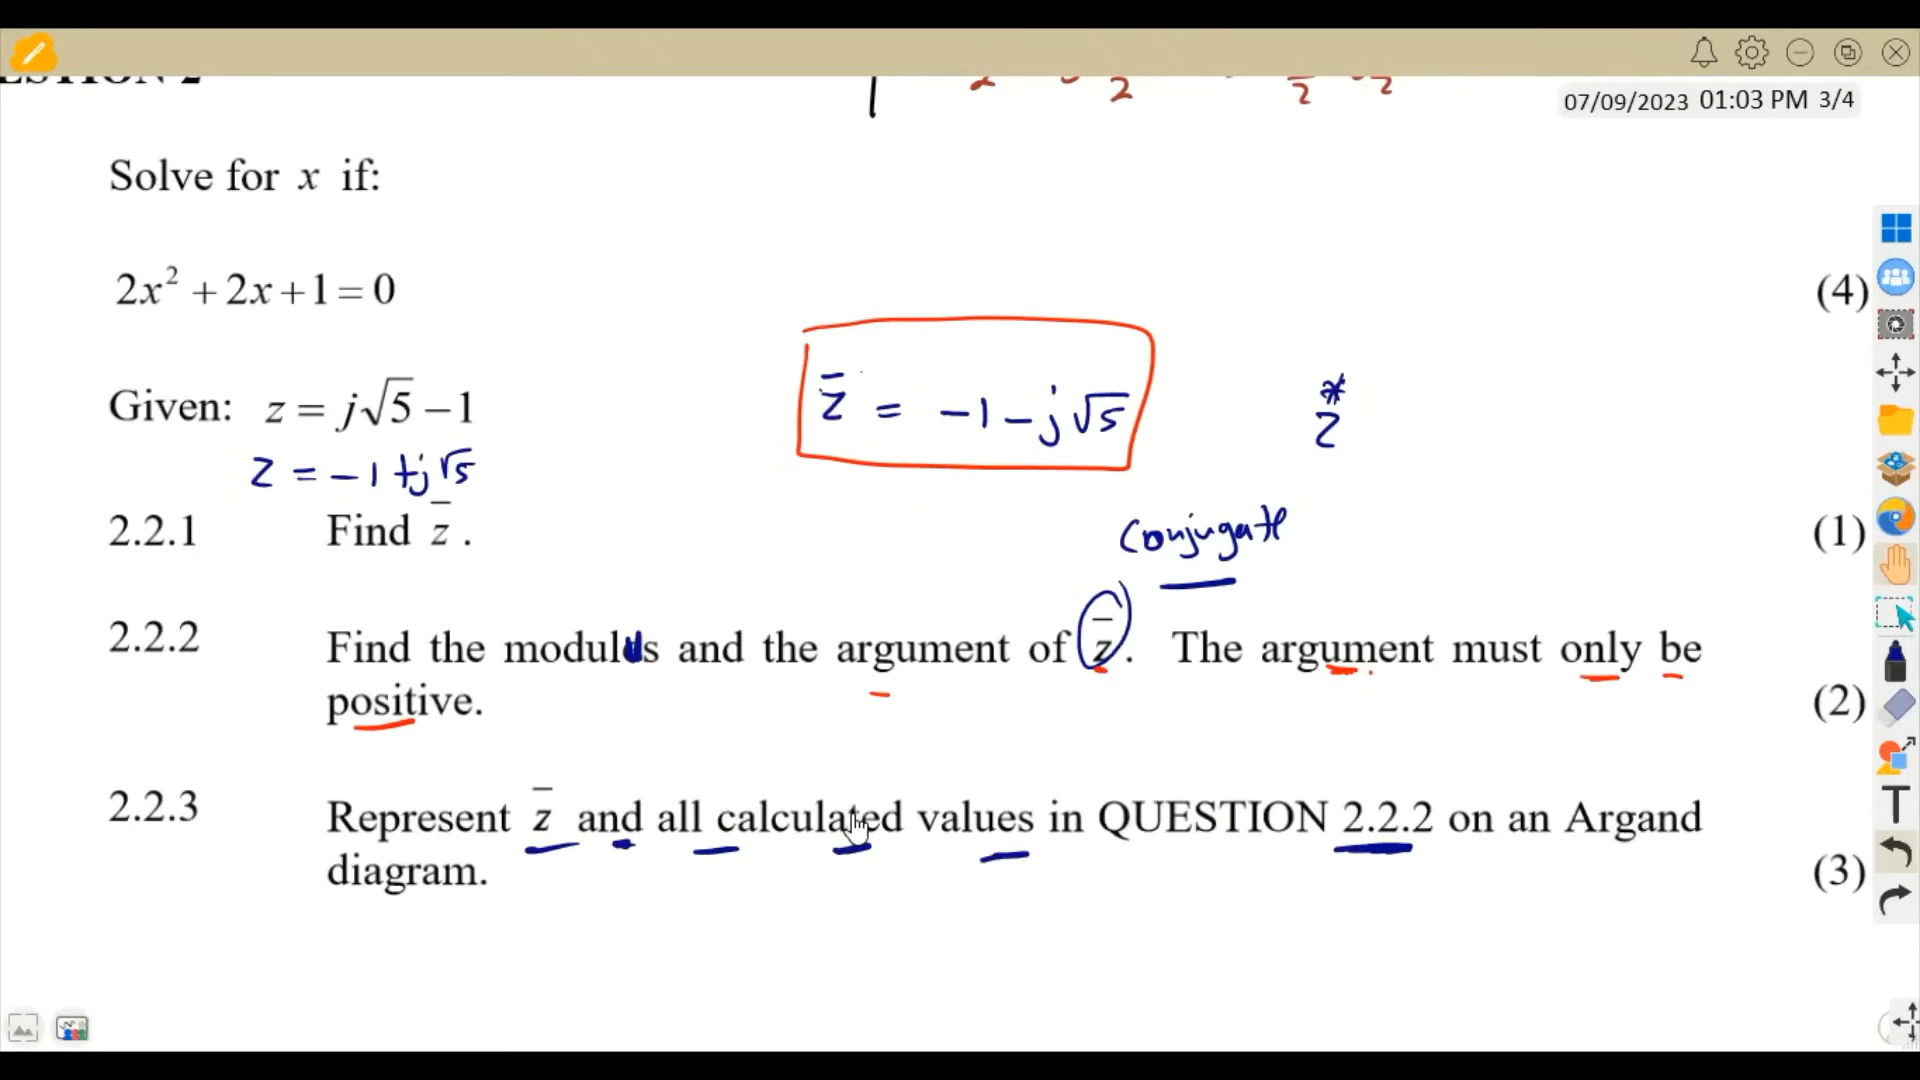 07/09/2023 01:03 PM 3/4
Solve for x if:
2x² + 2x + 1 = 0 (4)
z̄ = -1 - j√5
z*
Given: z = j√5 - 1
z = -1 + j√5
2.2.1 Find z̄ . (1)
Conjugate
2.2.2 Find the modulus and the argument of z̄ . The argument must only be
positive. (2)
2.2.3 Represent z̄ and all calculated values in QUESTION 2.2.2 on an Argand
diagram. (3)
T